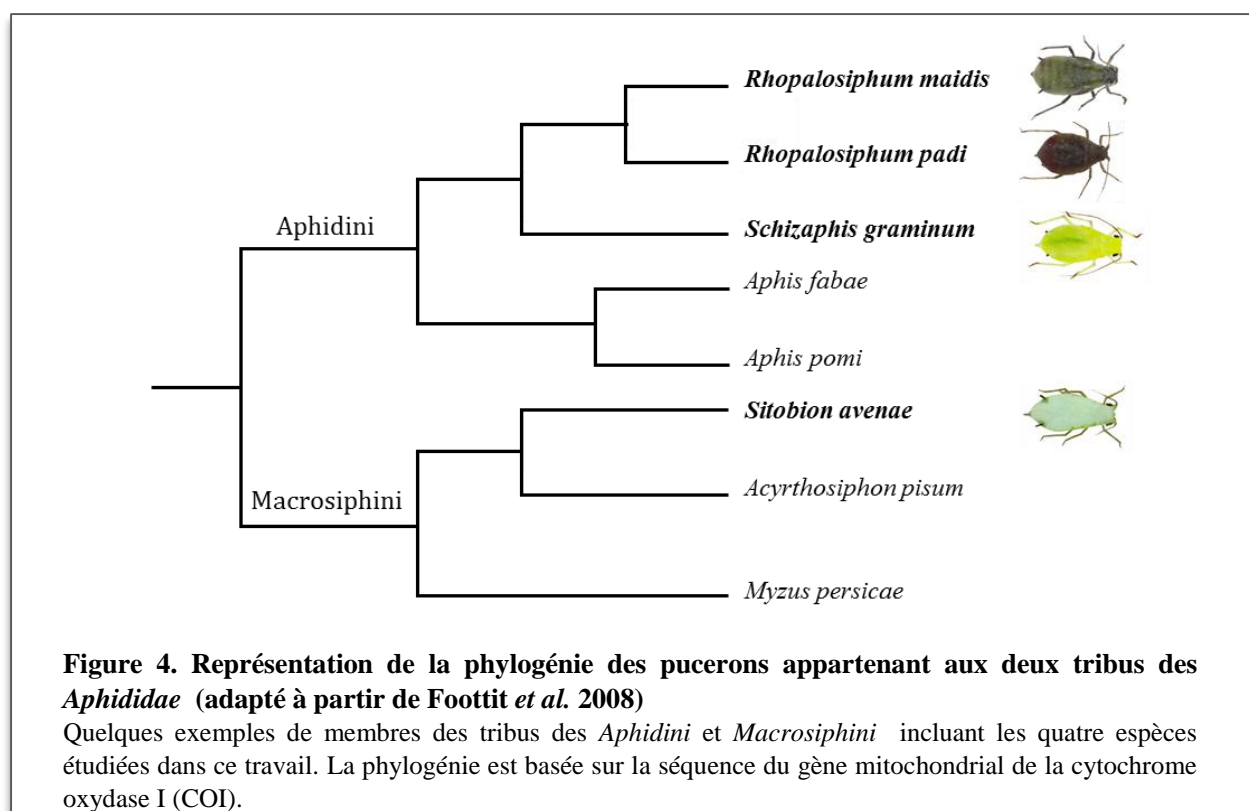 Rhopalosiphum maidis
Rhopalosiphum padi
Aphidini
Schizaphis graminum
Aphis fabae
Aphis pomi
Sitobion avenae
Macrosiphini
Acyrthosiphon pisum
Myzus persicae
Figure 4. Représentation de la phylogénie des pucerons appartenant aux deux tribus des
Aphididae (adapté à partir de Foottit et al. 2008)
Quelques exemples de membres des tribus des Aphidini et Macrosiphini incluant les quatre espèces
étudiées dans ce travail. La phylogénie est basée sur la séquence du gène mitochondrial de la cytochrome
oxydase I (COI).